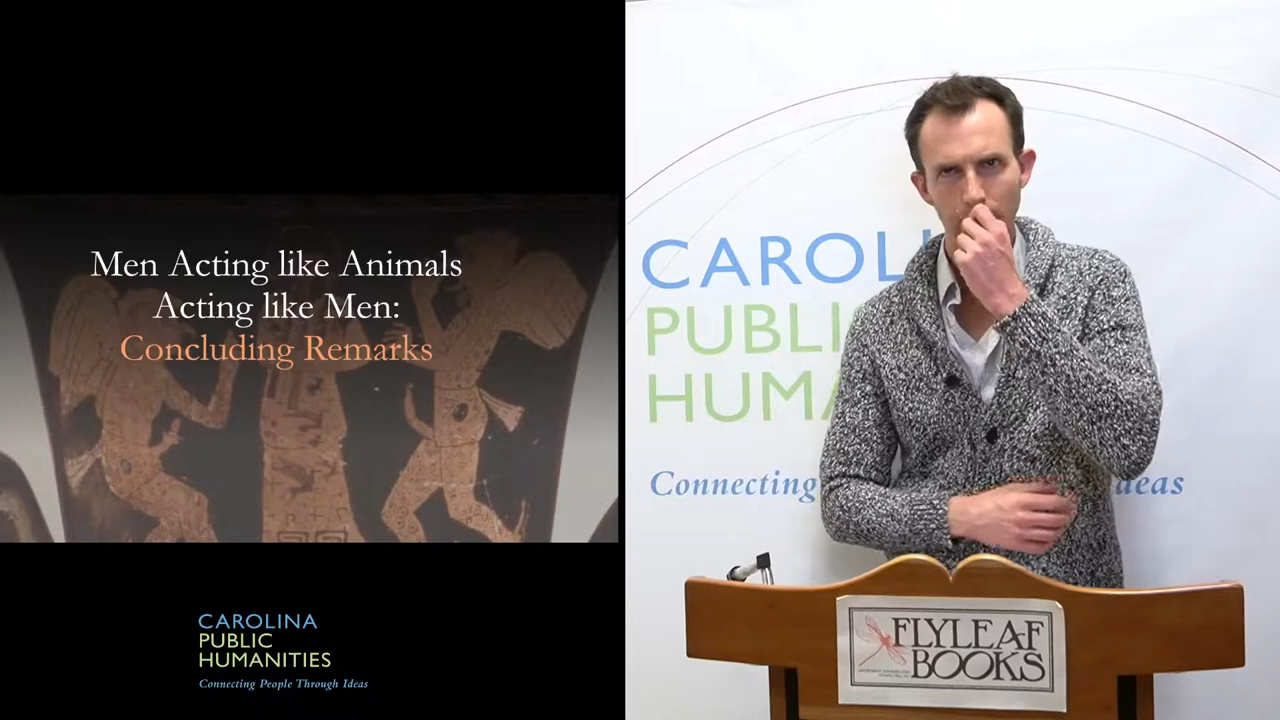 Men Acting like Animals
Acting like Men:
Concluding Remarks
CAROLINA
PUBLIC
HUMANITIES
Connecting People Through Ideas
CAROL
PUBLI
HUMA
Connecting
deas
FLYLEAF
BOOKS